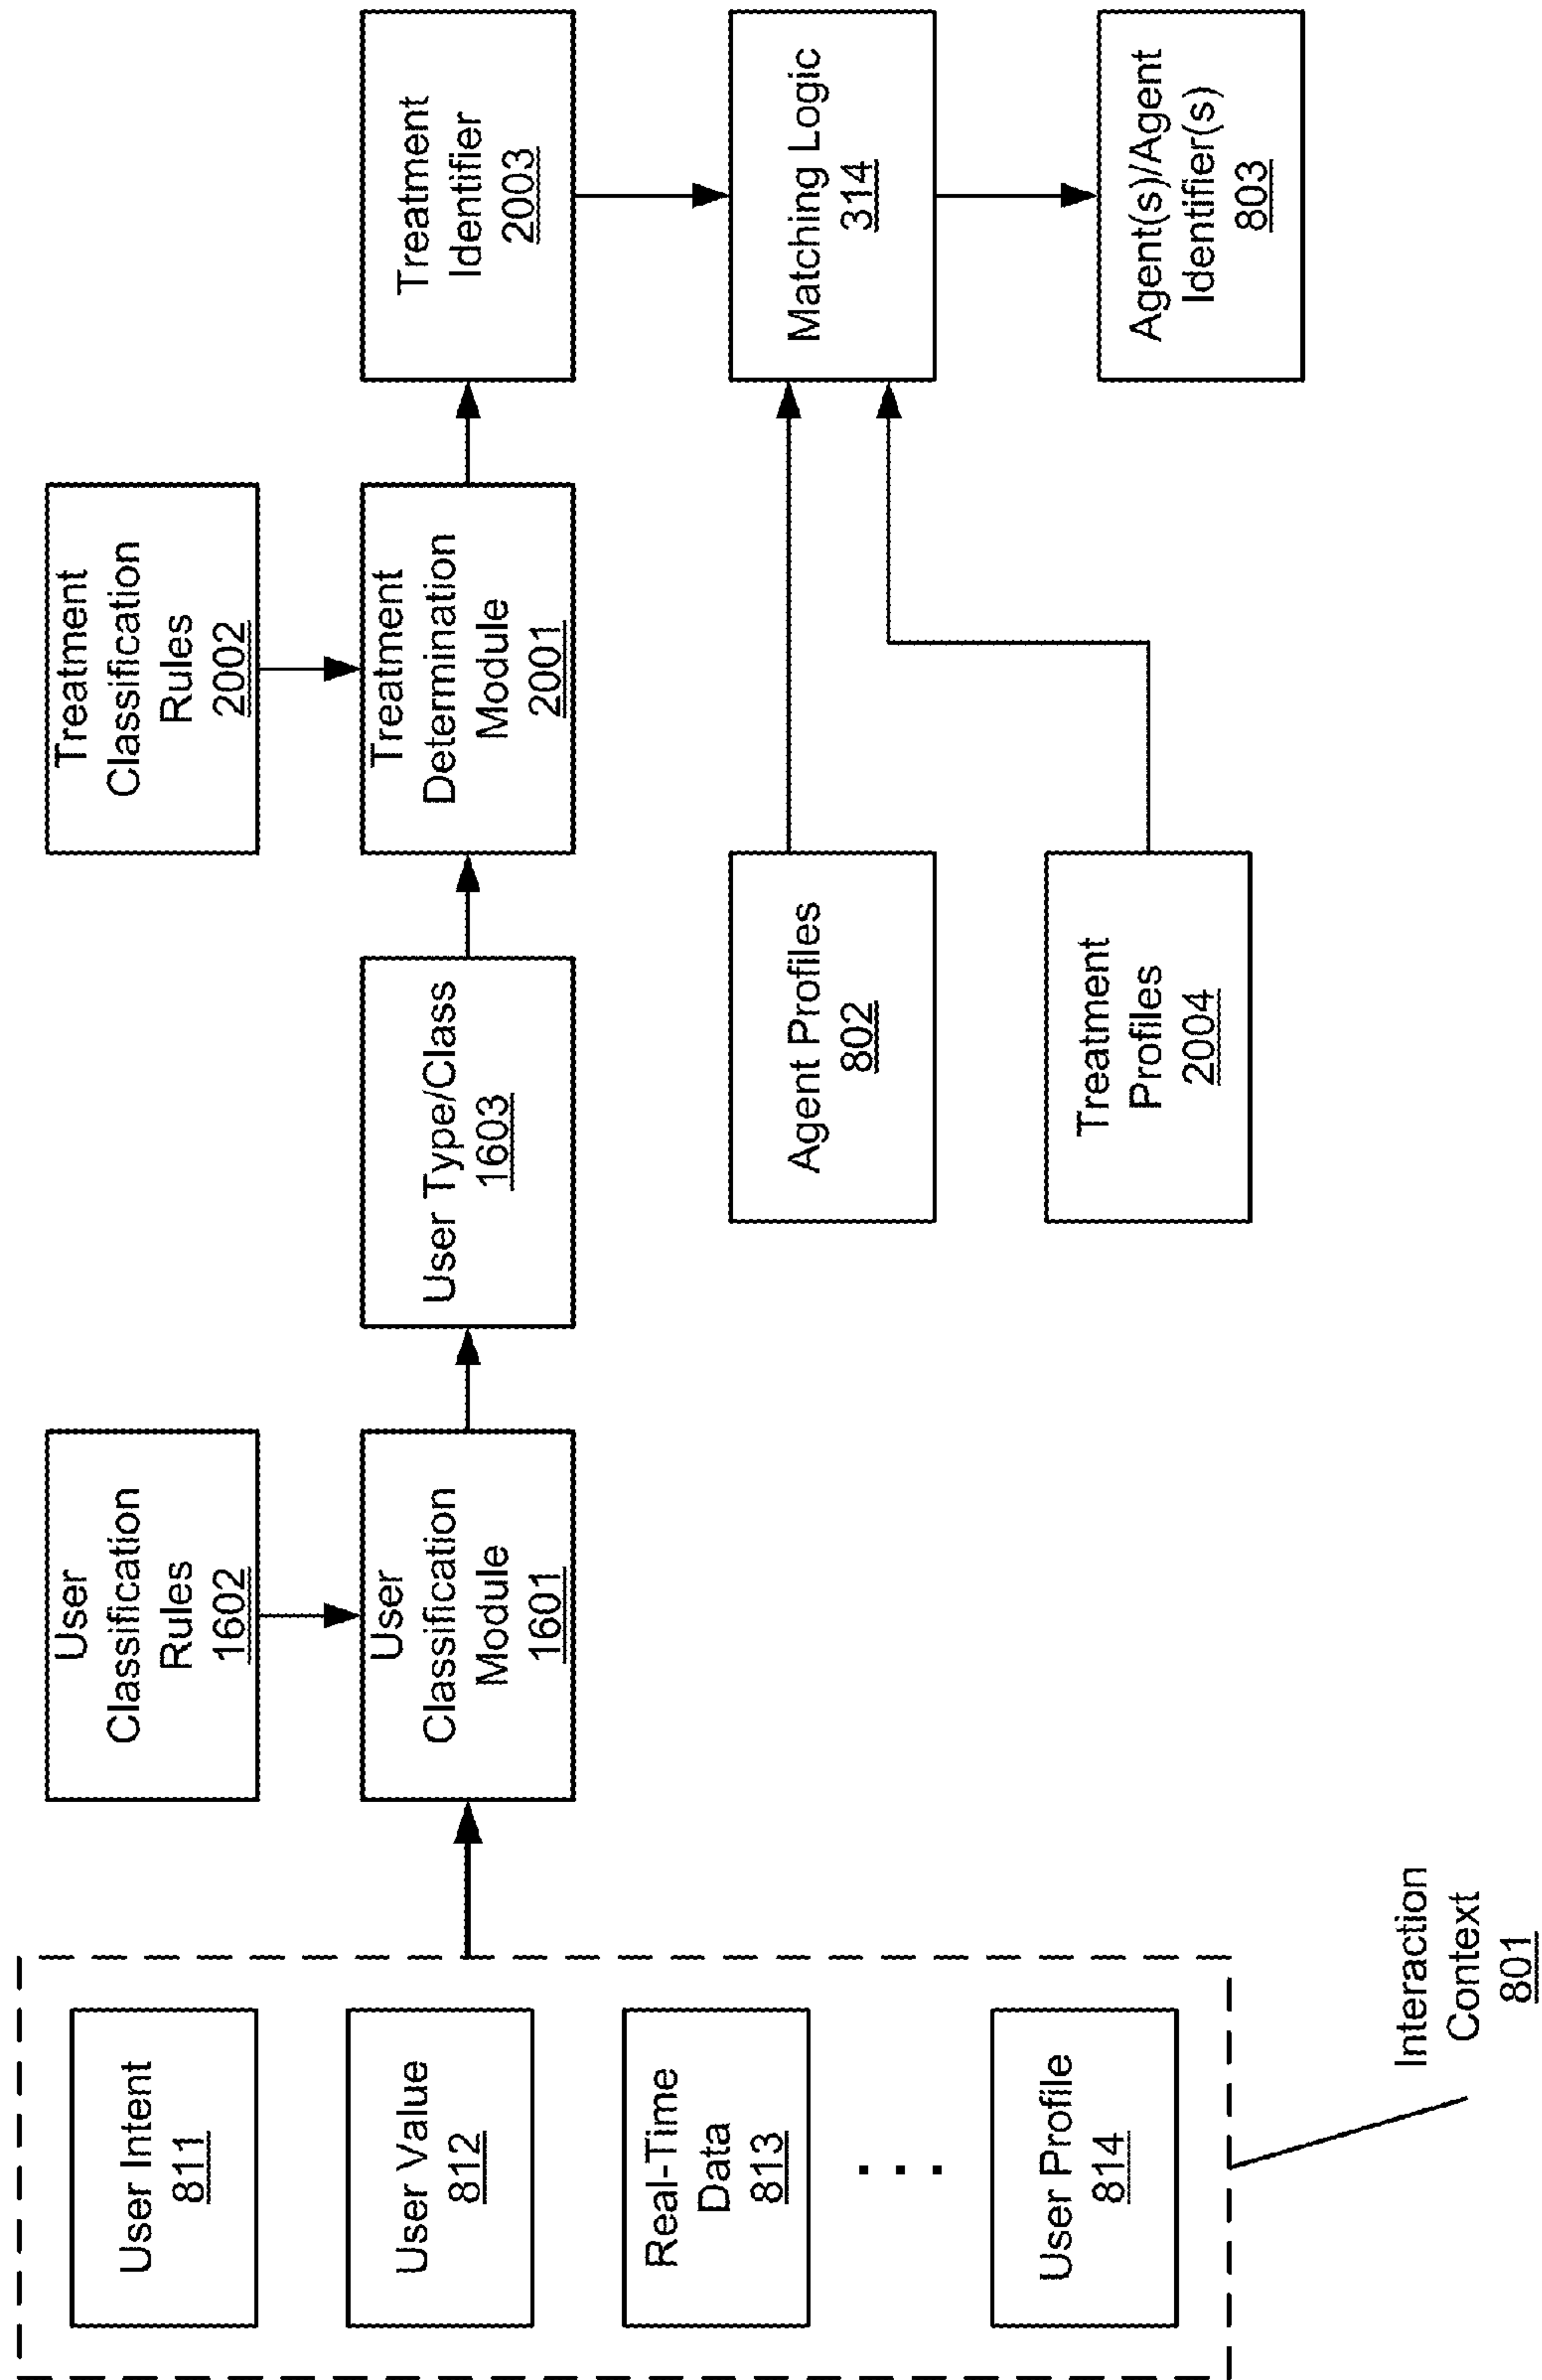 User Intent
811
User Value
812
Real-Time
Data
813
. . .
User Profile
814
Interaction
Context
801
User
Classification
Rules
1602
User
Classification
Module
1601
User Type/Class
1603
Treatment
Classification
Rules
2002
Treatment
Determination
Module
2001
Treatment
Identifier
2003
Agent Profiles
802
Treatment
Profiles
2004
Matching Logic
314
Agent(s)/Agent
Identifier(s)
803